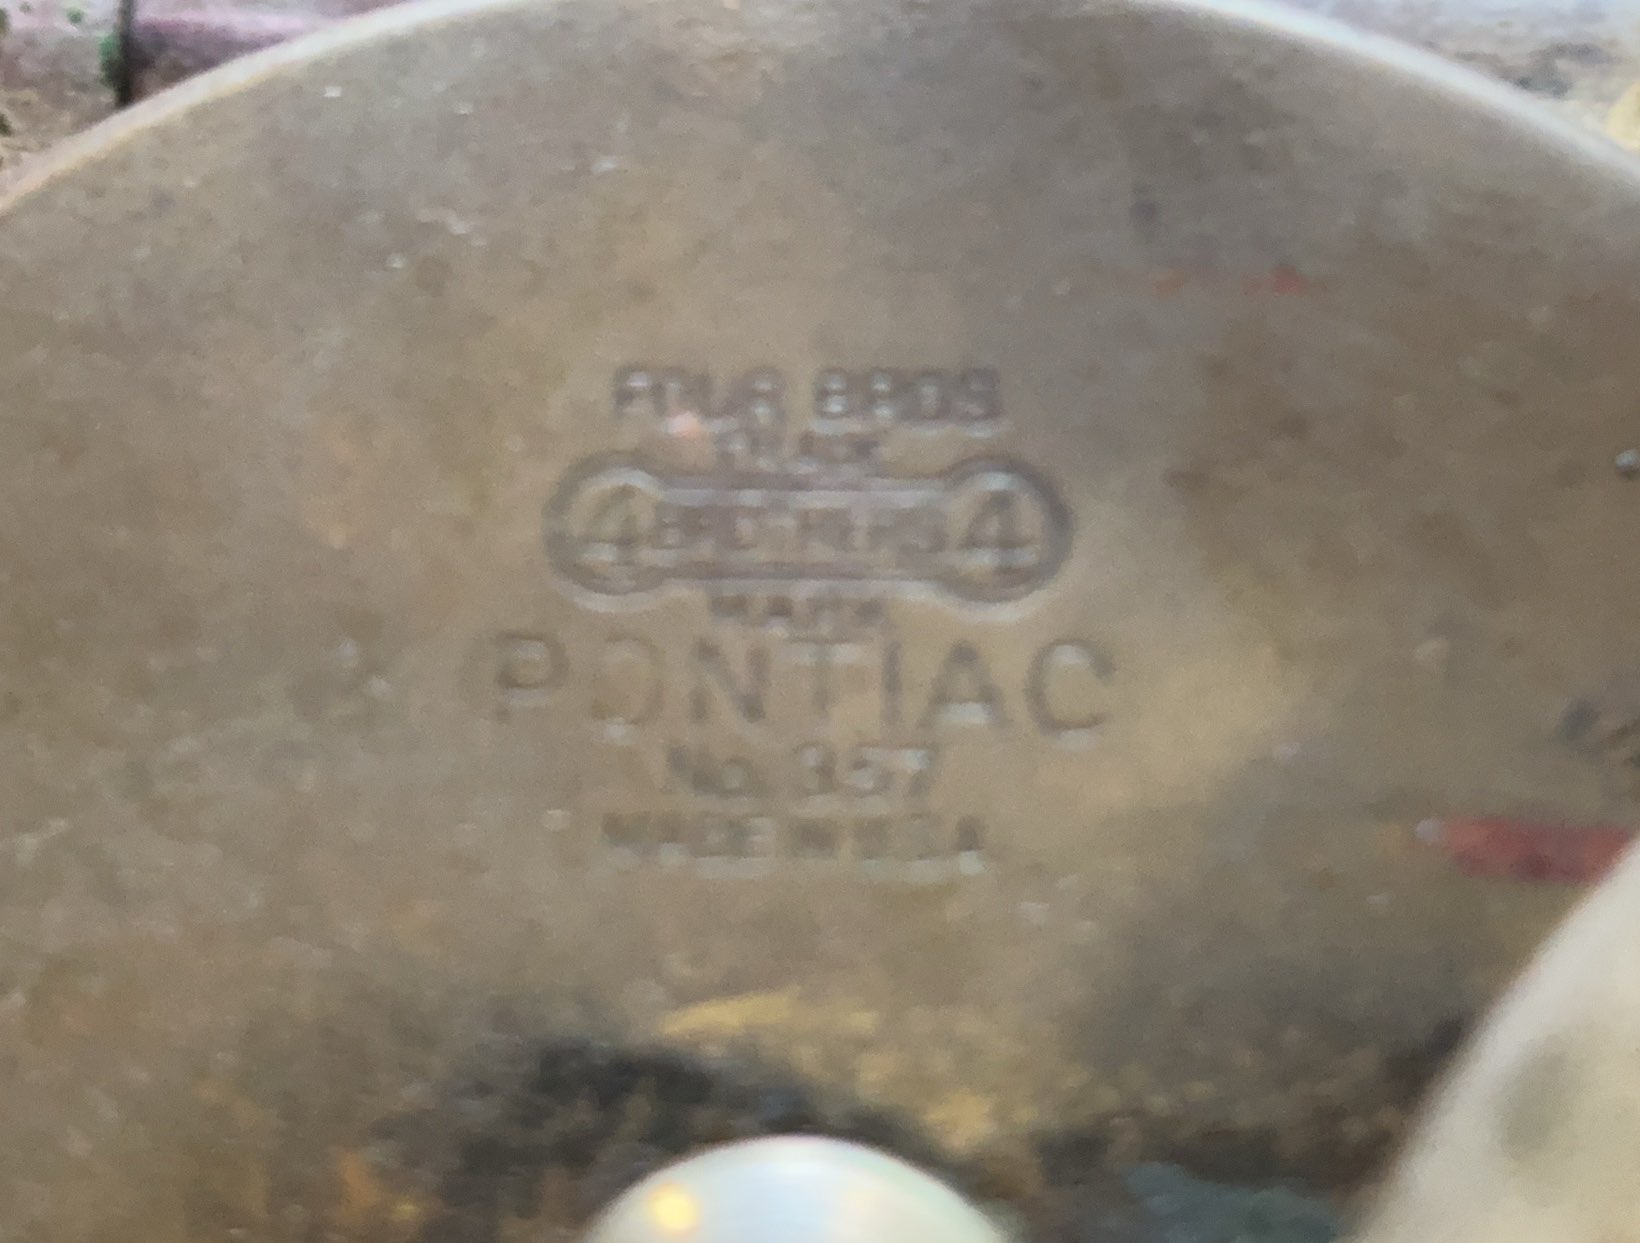 FOUR BROS
TRADE
4 BROTHERS 4
MARK
PONTIAC
No. 357
MADE IN U.S.A.